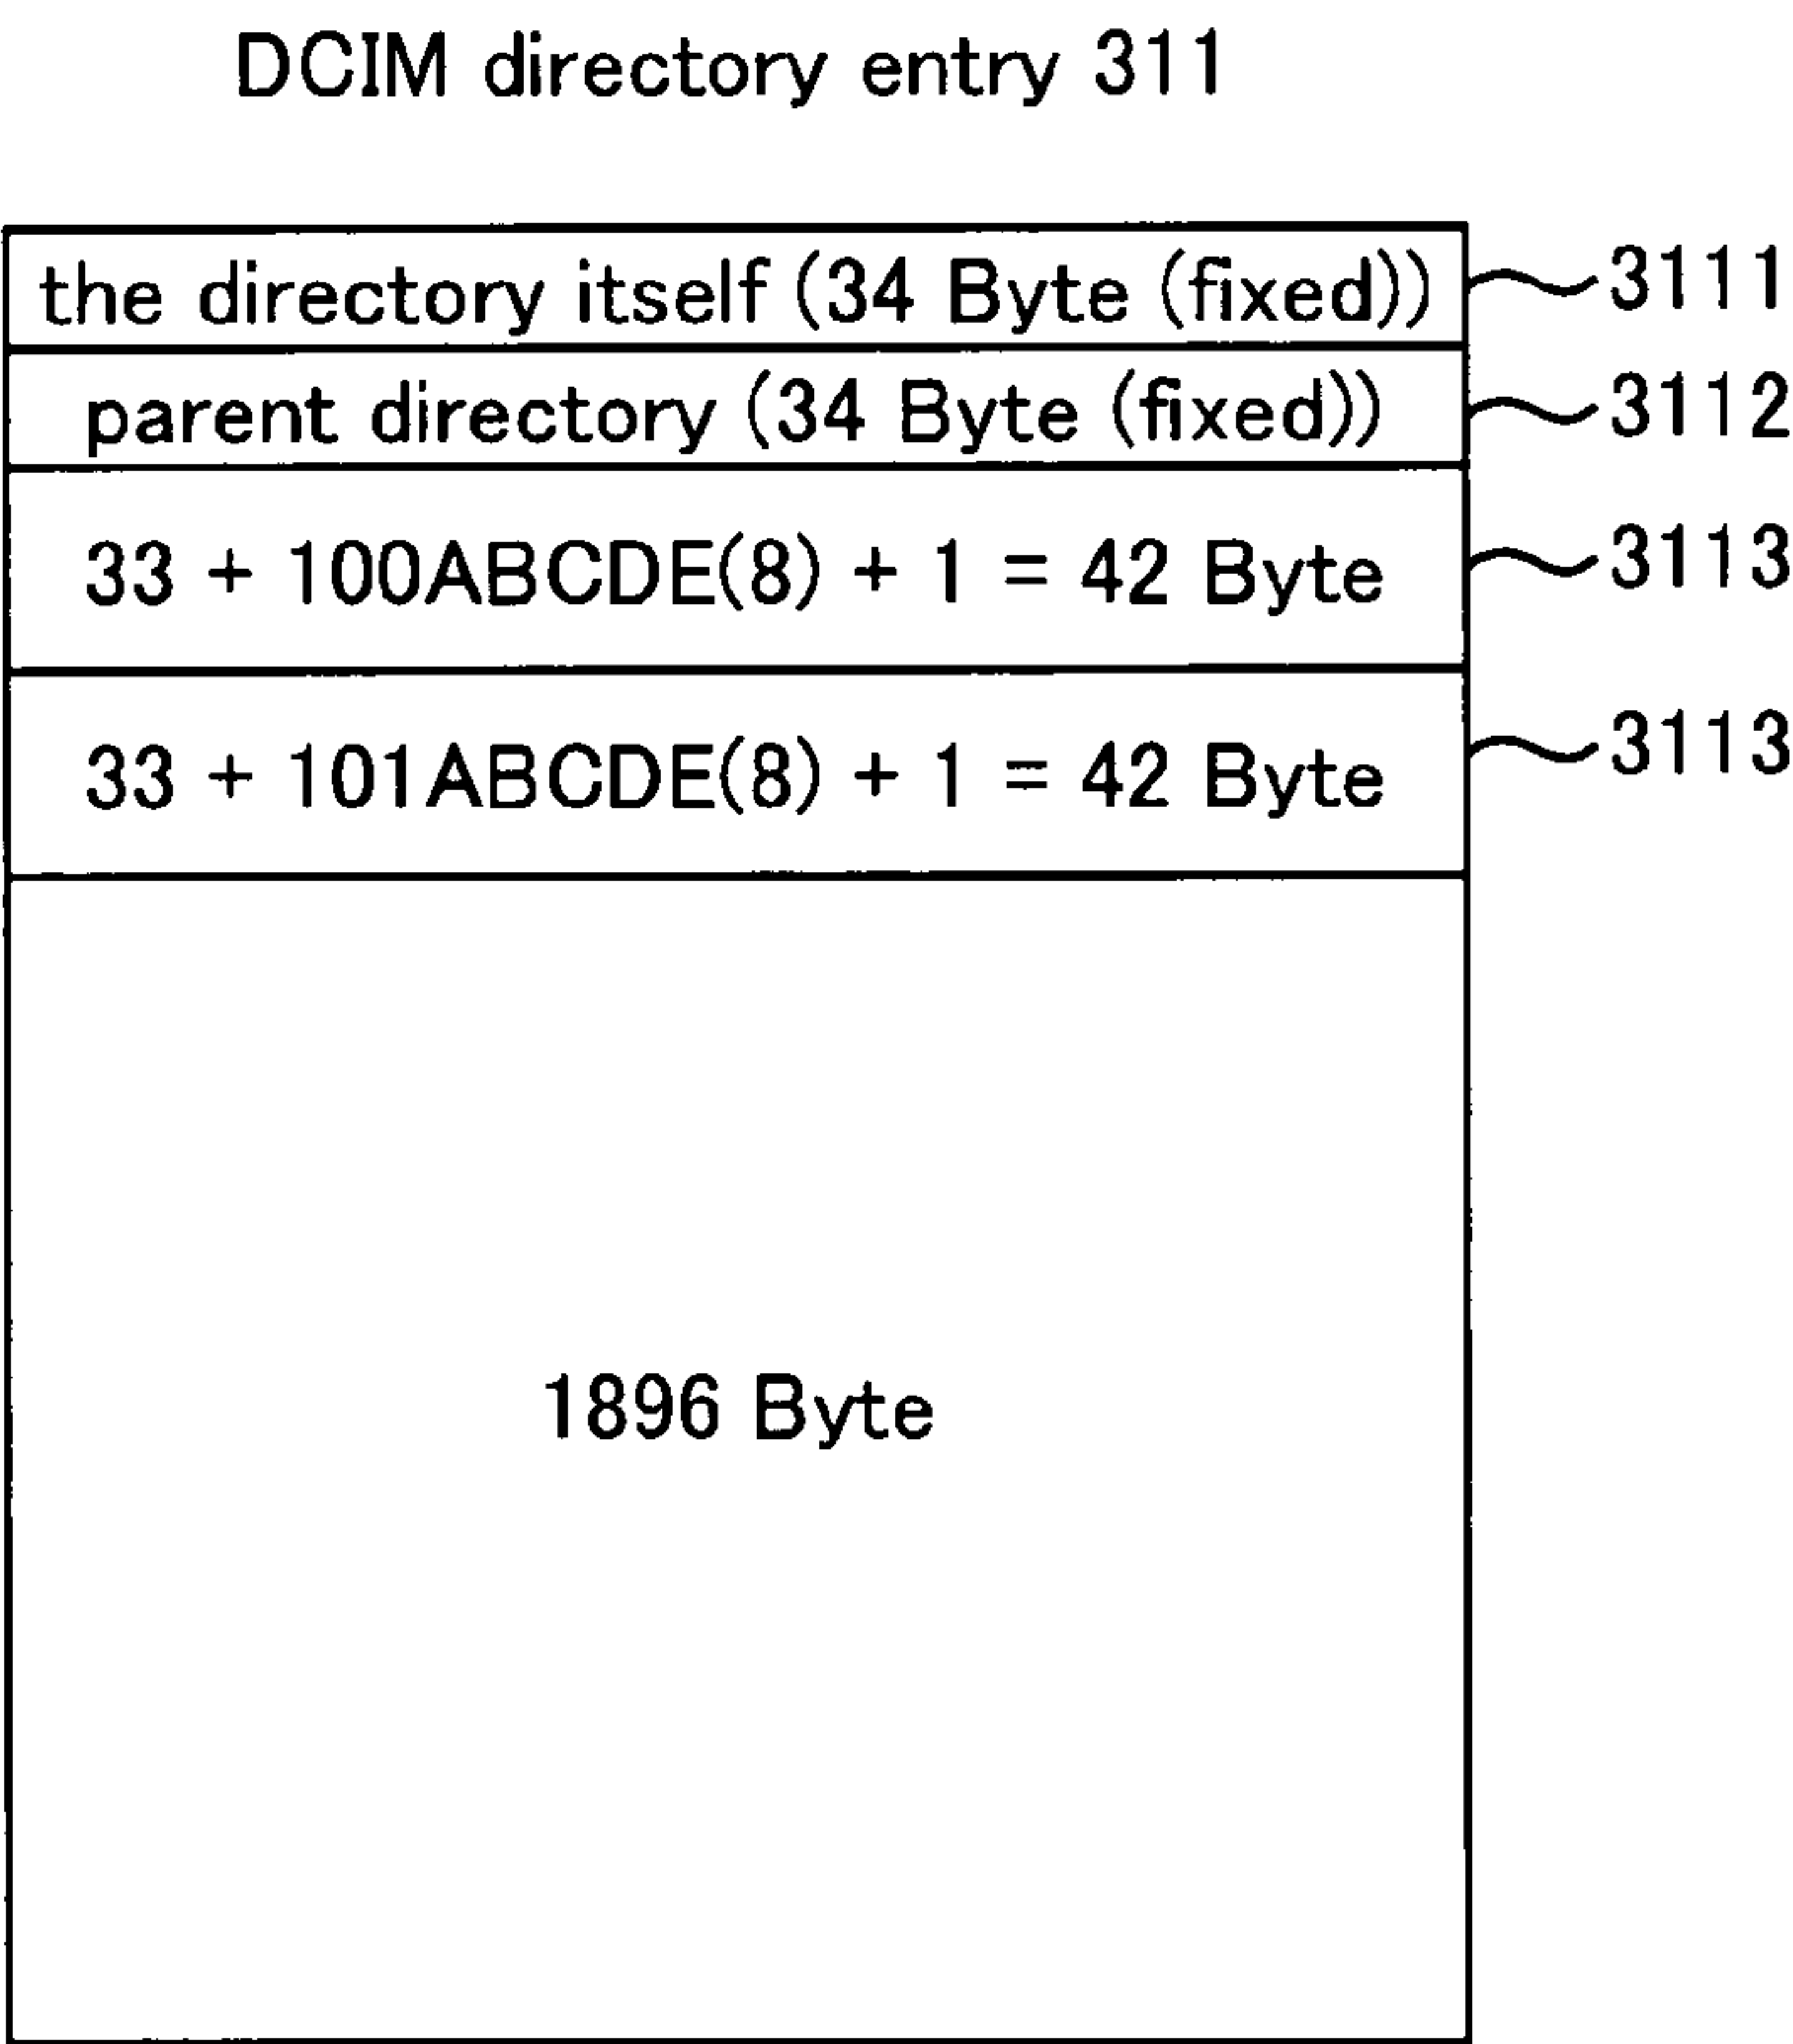 DCIM directory entry 311
the directory itself (34 Byte (fixed)) 3111
parent directory (34 Byte (fixed)) 3112
33 + 100ABCDE(8) + 1 = 42 Byte 3113
33 + 101ABCDE(8) + 1 = 42 Byte 3113
1896 Byte